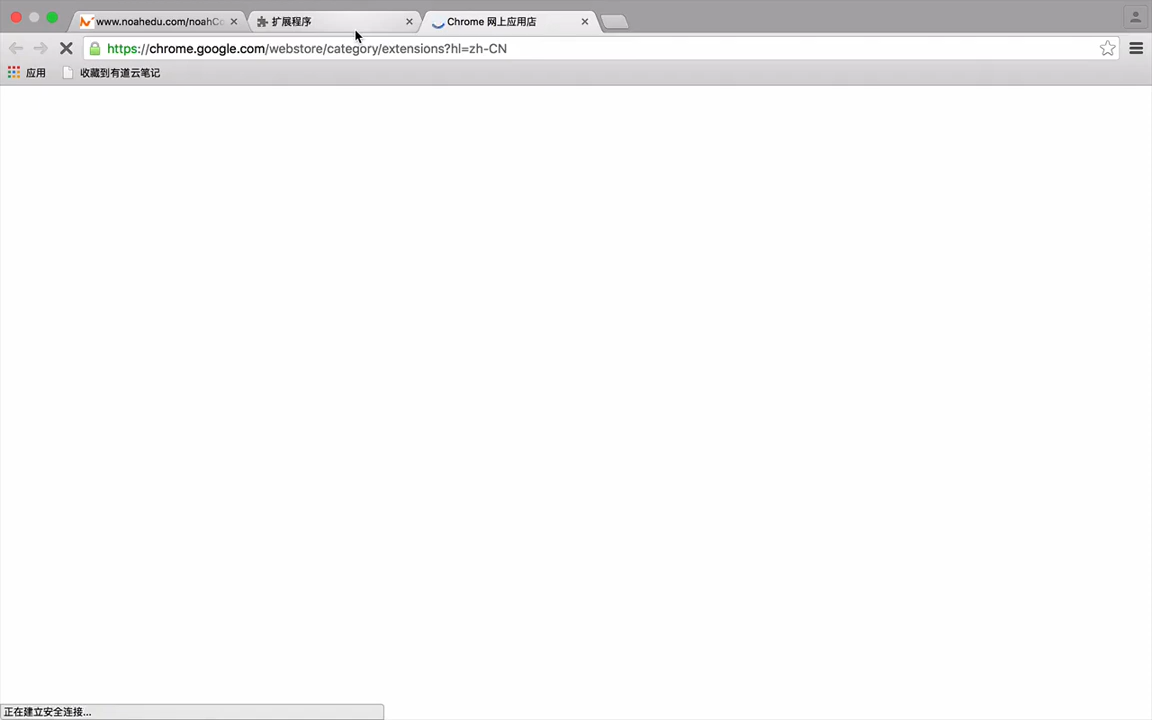 www.noahedu.com/noahCo
扩展程序
Chrome 网上应用店
https://chrome.google.com/webstore/category/extensions?hl=zh-CN
应用
收藏到有道云笔记
正在建立安全连接...